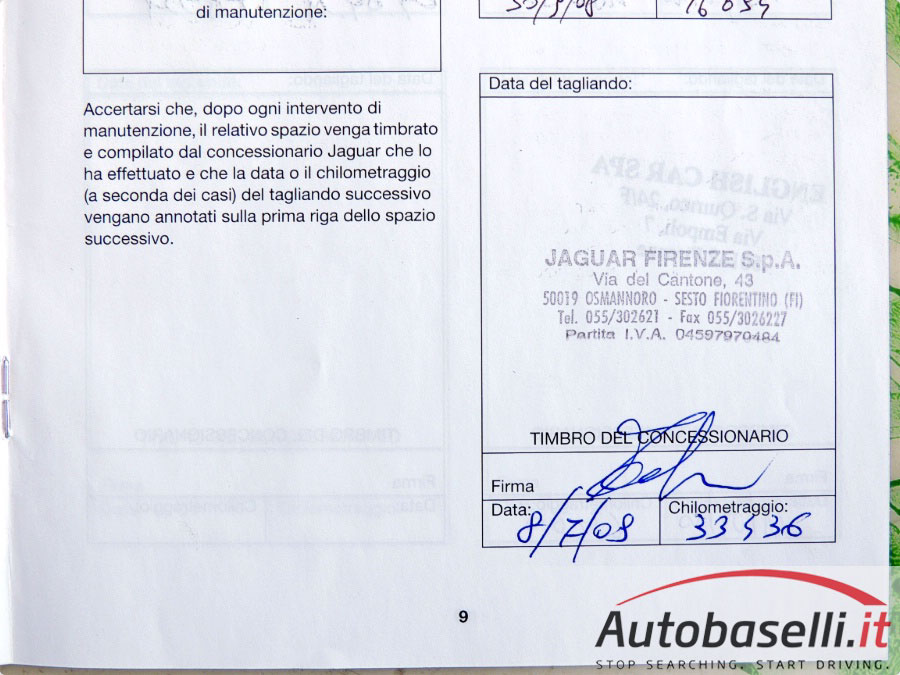 di manutenzione:
Accertarsi che, dopo ogni intervento di
manutenzione, il relativo spazio venga timbrato
e compilato dal concessionario Jaguar che lo
ha effettuato e che la data o il chilometraggio
(a seconda dei casi) del tagliando successivo
vengano annotati sulla prima riga dello spazio
successivo.
Data del tagliando:
JAGUAR FIRENZE S.p.A.
Via del Cantone, 43
50019 OSMANNORO - SESTO FIORENTINO (FI)
Tel. 055/302621 - Fax 055/3026227
Partita I.V.A. 04597970484
TIMBRO DEL CONCESSIONARIO
Firma
Data:
8/7/09
Chilometraggio:
33536
9
Autobaselli.it
STOP SEARCHING. START DRIVING.